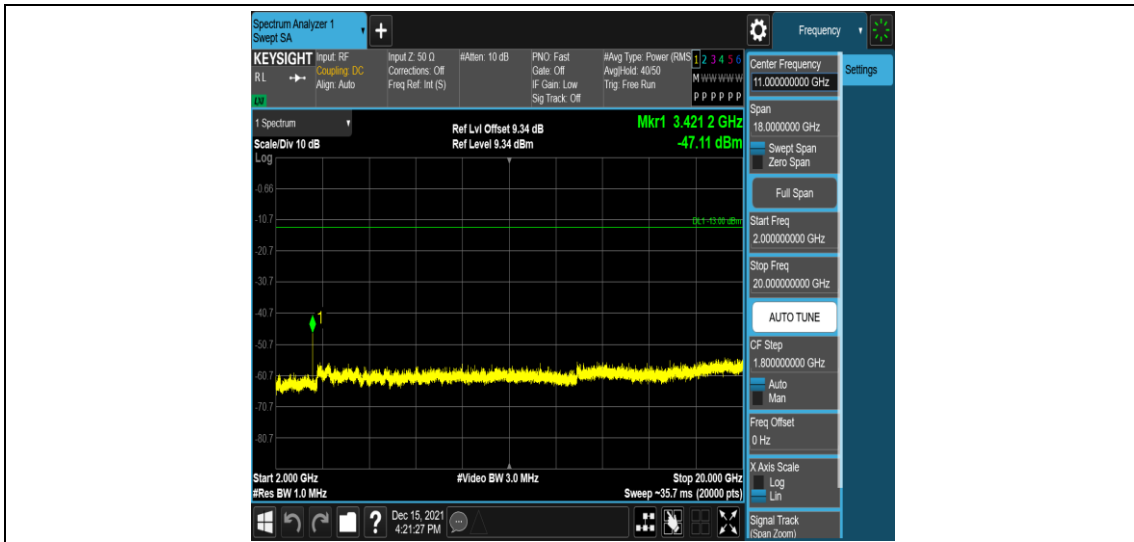 Spectrum Analyzer 1
Swept SA
Frequency
KEYSIGHT
RL
Input: RF
Coupling: DC
Align: Auto
Input Z: 50 Ω
Corrections: Off
Freq Ref: Int (S)
#Atten: 10 dB
PNO: Fast
Gate: Off
IF Gain: Low
Sig Track: Off
#Avg Type: Power (RMS
Avg|Hold: 40/50
Trig: Free Run
1 2 3 4 5 6
M W W W W W
P P P P P P
1 Spectrum
Scale/Div 10 dB
Log
Ref Lvl Offset 9.34 dB
Ref Level 9.34 dBm
Mkr1 3.421 2 GHz
-47.11 dBm
-0.66
-10.7
DL1 -13.00 dBm
-20.7
-30.7
-40.7
1
-50.7
-60.7
-70.7
-80.7
Start 2.000 GHz
#Res BW 1.0 MHz
#Video BW 3.0 MHz
Stop 20.000 GHz
Sweep ~35.7 ms (20000 pts)
?
Dec 15, 2021
4:21:27 PM
Center Frequency
11.000000000 GHz
Settings
Span
18.0000000 GHz
Swept Span
Zero Span
Full Span
Start Freq
2.000000000 GHz
Stop Freq
20.000000000 GHz
AUTO TUNE
CF Step
1.800000000 GHz
Auto
Man
Freq Offset
0 Hz
X Axis Scale
Log
Lin
Signal Track
(Span Zoom)